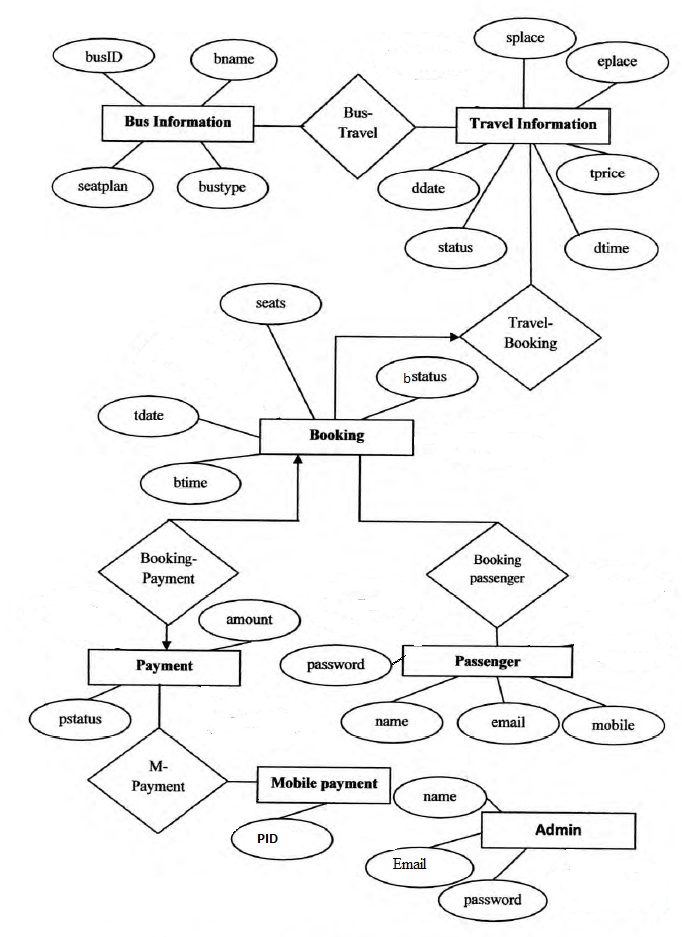 splace
busID
bname
eplace
Bus-
Travel
Bus Information
Travel Information
seatplan
bustype
ddate
tprice
status
dtime
seats
Travel-
Booking
bstatus
tdate
Booking
btime
Booking-
Payment
Booking
passenger
amount
Payment
password
Passenger
pstatus
name
email
mobile
M-
Payment
Mobile payment
name
PID
Admin
Email
password